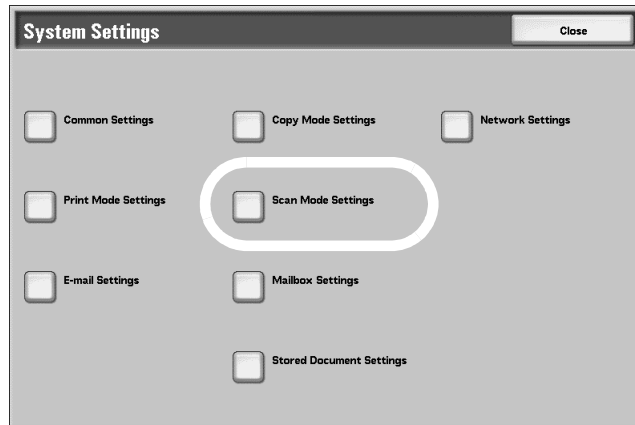 System Settings Close
Common Settings Copy Mode Settings Network Settings
Print Mode Settings Scan Mode Settings
E-mail Settings Mailbox Settings
Stored Document Settings